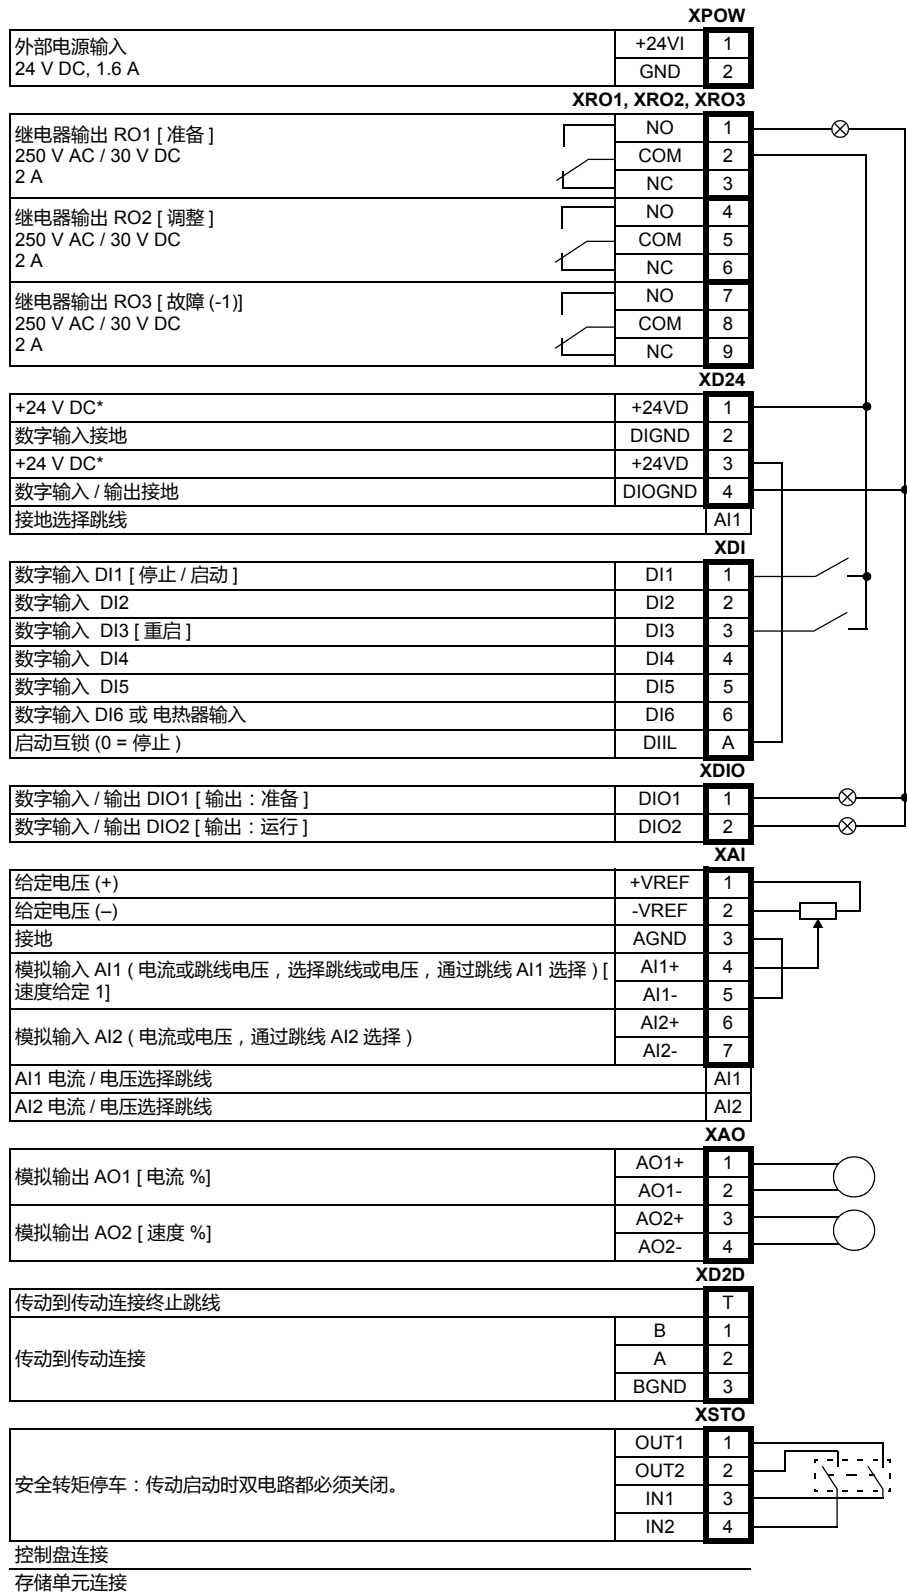 XPOW
外部电源输入 +24VI 1
24 V DC, 1.6 A GND 2
XRO1, XRO2, XRO3
继电器输出 RO1 [ 准备 ] NO 1
250 V AC / 30 V DC COM 2
2 A NC 3
继电器输出 RO2 [ 调整 ] NO 4
250 V AC / 30 V DC COM 5
2 A NC 6
继电器输出 RO3 [ 故障 (-1)] NO 7
250 V AC / 30 V DC COM 8
2 A NC 9
XD24
+24 V DC* +24VD 1
数字输入接地 DIGND 2
+24 V DC* +24VD 3
数字输入 / 输出接地 DIOGND 4
接地选择跳线 AI1
XDI
数字输入 DI1 [ 停止 / 启动 ] DI1 1
数字输入 DI2 DI2 2
数字输入 DI3 [ 重启 ] DI3 3
数字输入 DI4 DI4 4
数字输入 DI5 DI5 5
数字输入 DI6 或 电热器输入 DI6 6
启动互锁 (0 = 停止 ) DIIL A
XDIO
数字输入 / 输出 DIO1 [ 输出：准备 ] DIO1 1
数字输入 / 输出 DIO2 [ 输出：运行 ] DIO2 2
XAI
给定电压 (+) +VREF 1
给定电压 (–) -VREF 2
接地 AGND 3
模拟输入 AI1 ( 电流或跳线电压，选择跳线或电压，通过跳线 AI1 选择 ) [ AI1+ 4
速度给定 1] AI1- 5
模拟输入 AI2 ( 电流或电压，通过跳线 AI2 选择 ) AI2+ 6
AI2- 7
AI1 电流 / 电压选择跳线 AI1
AI2 电流 / 电压选择跳线 AI2
XAO
模拟输出 AO1 [ 电流 %] AO1+ 1
AO1- 2
模拟输出 AO2 [ 速度 %] AO2+ 3
AO2- 4
XD2D
传动到传动连接终止跳线 T
B 1
传动到传动连接 A 2
BGND 3
XSTO
OUT1 1
安全转矩停车：传动启动时双电路都必须关闭。 OUT2 2
IN1 3
IN2 4
控制盘连接
存储单元连接